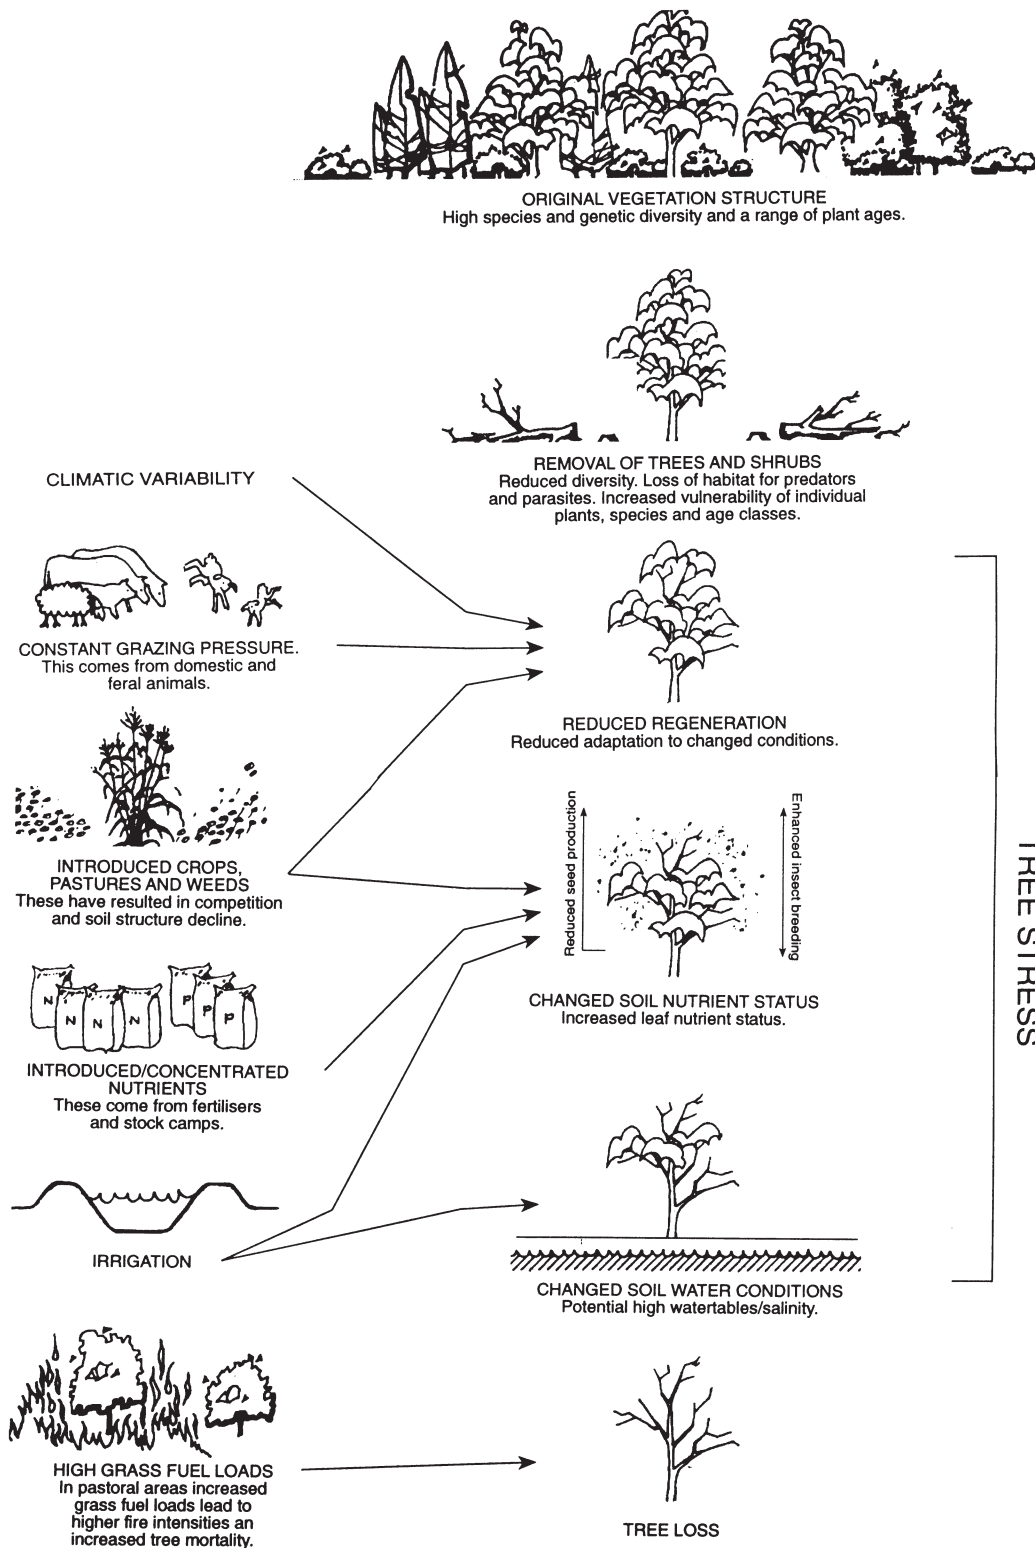 ORIGINAL VEGETATION STRUCTURE
High species and genetic diversity and a range of plant ages.
REMOVAL OF TREES AND SHRUBS
Reduced diversity. Loss of habitat for predators
and parasites. Increased vulnerability of individual
plants, species and age classes.
CLIMATIC VARIABILITY
CONSTANT GRAZING PRESSURE.
This comes from domestic and
feral animals.
REDUCED REGENERATION
Reduced adaptation to changed conditions.
INTRODUCED CROPS,
PASTURES AND WEEDS
These have resulted in competition
and soil structure decline.
Reduced seed production
Enhanced insect breeding
CHANGED SOIL NUTRIENT STATUS
Increased leaf nutrient status.
N
N
N
N
P
P
P
INTRODUCED/CONCENTRATED
NUTRIENTS
These come from fertilisers
and stock camps.
IRRIGATION
CHANGED SOIL WATER CONDITIONS
Potential high watertables/salinity.
TREE STRESS
HIGH GRASS FUEL LOADS
In pastoral areas increased
grass fuel loads lead to
higher fire intensities an
increased tree mortality.
TREE LOSS